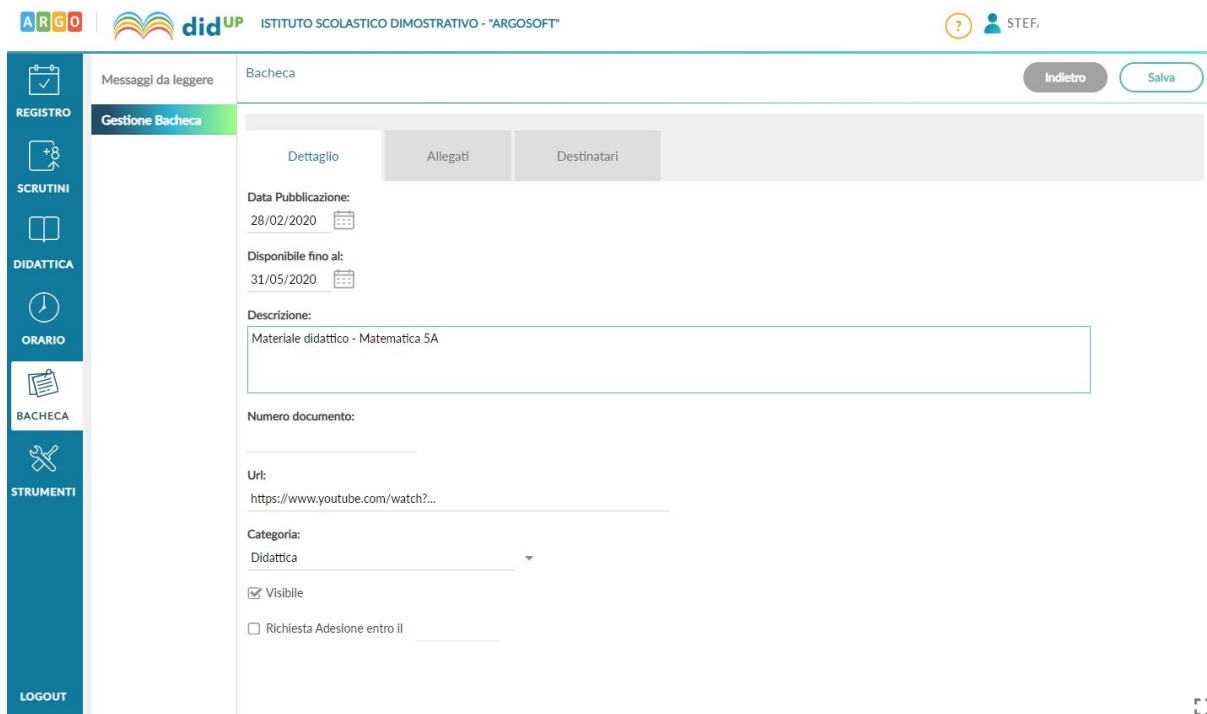 ARGO didUP ISTITUTO SCOLASTICO DIMOSTRATIVO - "ARGOSOFT" ? STEF.
REGISTRO
+8
SCRUTINI
DIDATTICA
ORARIO
BACHECA
STRUMENTI
LOGOUT
Messaggi da leggere
Gestione Bacheca
Bacheca Indietro Salva
Dettaglio Allegati Destinatari
Data Pubblicazione:
28/02/2020
Disponibile fino al:
31/05/2020
Descrizione:
Materiale didattico - Matematica 5A
Numero documento:
Url:
https://www.youtube.com/watch?...
Categoria:
Didattica
Visibile
Richiesta Adesione entro il